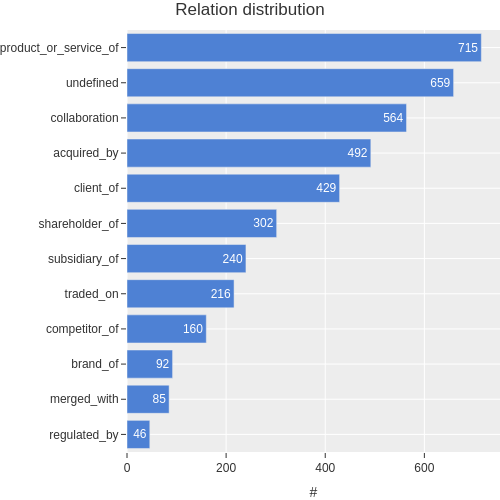 Relation distribution
product_or_service_of 715
undefined 659
collaboration 564
acquired_by 492
client_of 429
shareholder_of 302
subsidiary_of 240
traded_on 216
competitor_of 160
brand_of 92
merged_with 85
regulated_by 46
0 200 400 600
#